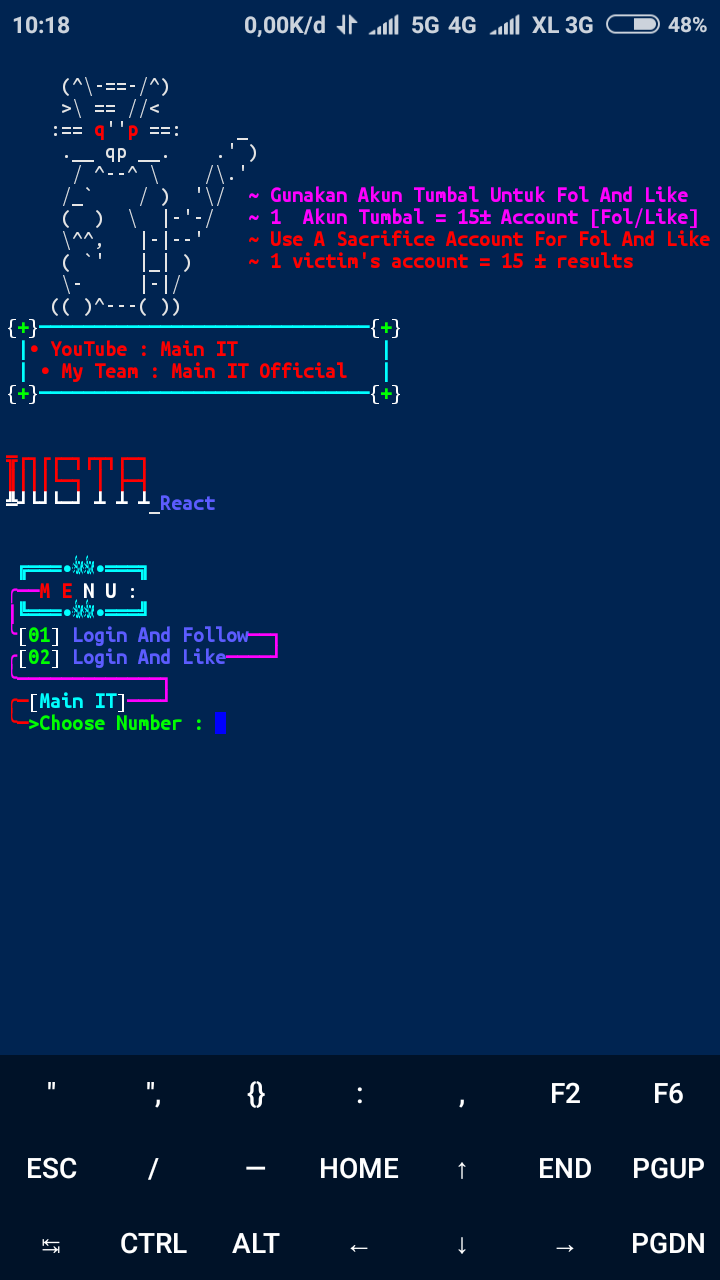 10:18 0,00K/d 5G 4G XL 3G 48%
~ Gunakan Akun Tumbal Untuk Fol And Like
~ 1 Akun Tumbal = 15± Account [Fol/Like]
~ Use A Sacrifice Account For Fol And Like
~ 1 victim's account = 15 ± results
{+}{+}
• YouTube : Main IT
• My Team : Main IT Official
{+}{+}
INSTA_React
M E N U :
[01] Login And Follow
[02] Login And Like
[Main IT]
>Choose Number :
" ", {} : , F2 F6
ESC / — HOME ↑ END PGUP
↹ CTRL ALT ← ↓ → PGDN